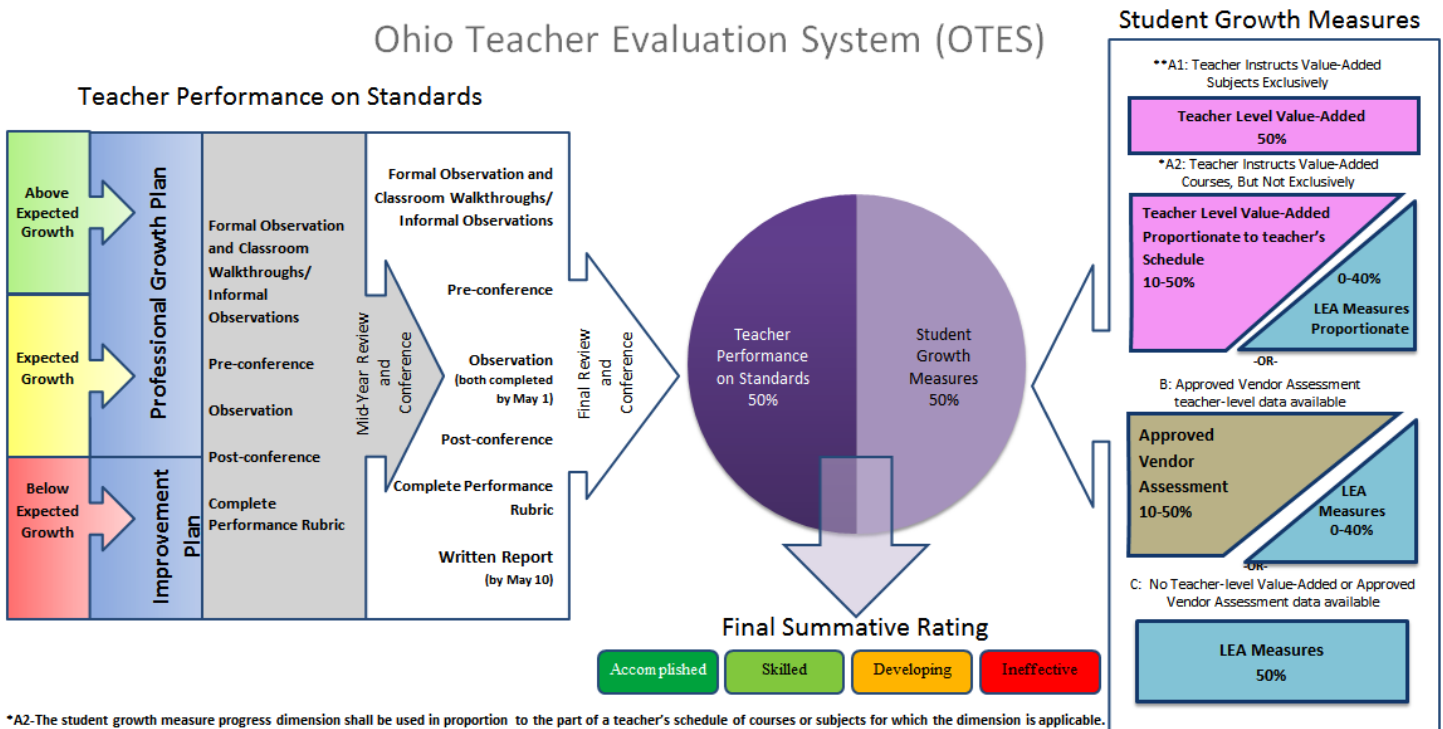 Ohio Teacher Evaluation System (OTES)
Teacher Performance on Standards
Above
Expected
Growth
Expected
Growth
Below
Expected
Growth
Professional Growth Plan
Improvement
Plan
Formal Observation
and Classroom
Walkthroughs/
Informal
Observations
Pre-conference
Observation
Post-conference
Complete
Performance Rubric
Mid-Year Review
and
Conference
Formal Observation and
Classroom Walkthroughs/
Informal Observations
Pre-conference
Observation
(both completed
by May 1)
Post-conference
Complete Performance
Rubric
Written Report
(by May 10)
Final Review
and
Conference
Teacher
Performance
on Standards
50%
Student
Growth
Measures
50%
Final Summative Rating
Accomplished
Skilled
Developing
Ineffective
Student Growth Measures
**A1: Teacher Instructs Value-Added
Subjects Exclusively
Teacher Level Value-Added
50%
*A2: Teacher Instructs Value-Added
Courses, But Not Exclusively
Teacher Level Value-Added
Proportionate to teacher's
Schedule
10-50%
0-40%
LEA Measures
Proportionate
-OR-
B: Approved Vendor Assessment
teacher-level data available
Approved
Vendor
Assessment
10-50%
LEA
Measures
0-40%
-OR-
C: No Teacher-level Value-Added or Approved
Vendor Assessment data available
LEA Measures
50%
*A2-The student growth measure progress dimension shall be used in proportion to the part of a teacher's schedule of courses or subjects for which the dimension is applicable.